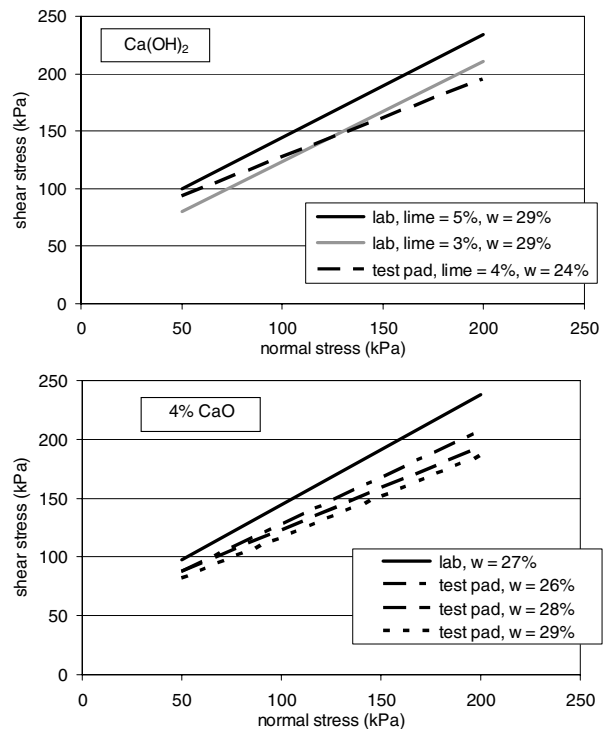 250
Ca(OH)₂
200
shear stress (kPa)
150
100
lab, lime = 5%, w = 29%
50
lab, lime = 3%, w = 29%
test pad, lime = 4%, w = 24%
0
0 50 100 150 200 250
normal stress (kPa)
250
4% CaO
200
shear stress (kPa)
150
100
lab, w = 27%
test pad, w = 26%
50
test pad, w = 28%
test pad, w = 29%
0
0 50 100 150 200 250
normal stress (kPa)